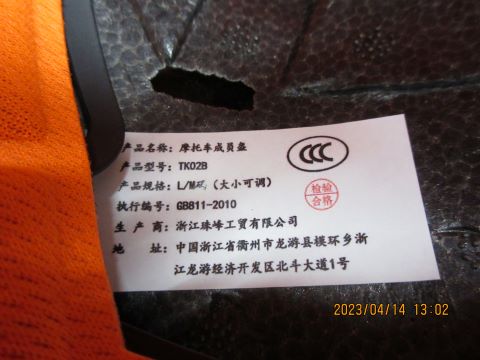 产品名称：摩托车成员盔
产品型号：TK02B
产品规格：L/M码（大小可调）
执行编号：GB811-2010
生 产 商：浙江珠峰工贸有限公司
地 址：中国浙江省衢州市龙游县模环乡浙
江龙游经济开发区北斗大道1号
CCC
检验
合格
2023/04/14 13:02